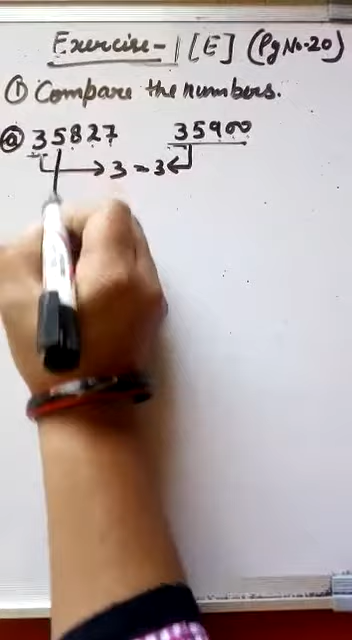 Exercise-1 [E] (Pg No-20)
① Compare the numbers.
ⓐ 35827 35900
3 = 3